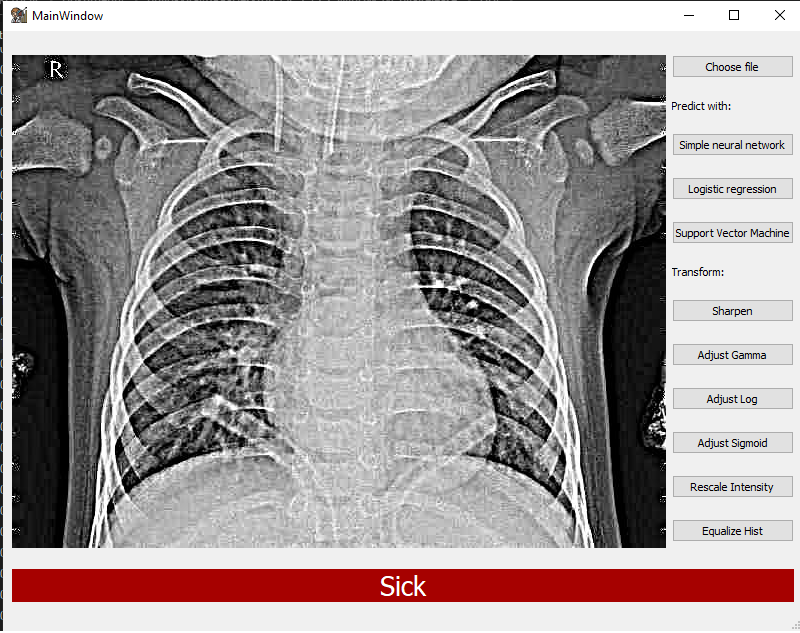 MainWindow
R
Choose file
Predict with:
Simple neural network
Logistic regression
Support Vector Machine
Transform:
Sharpen
Adjust Gamma
Adjust Log
Adjust Sigmoid
Rescale Intensity
Equalize Hist
Sick